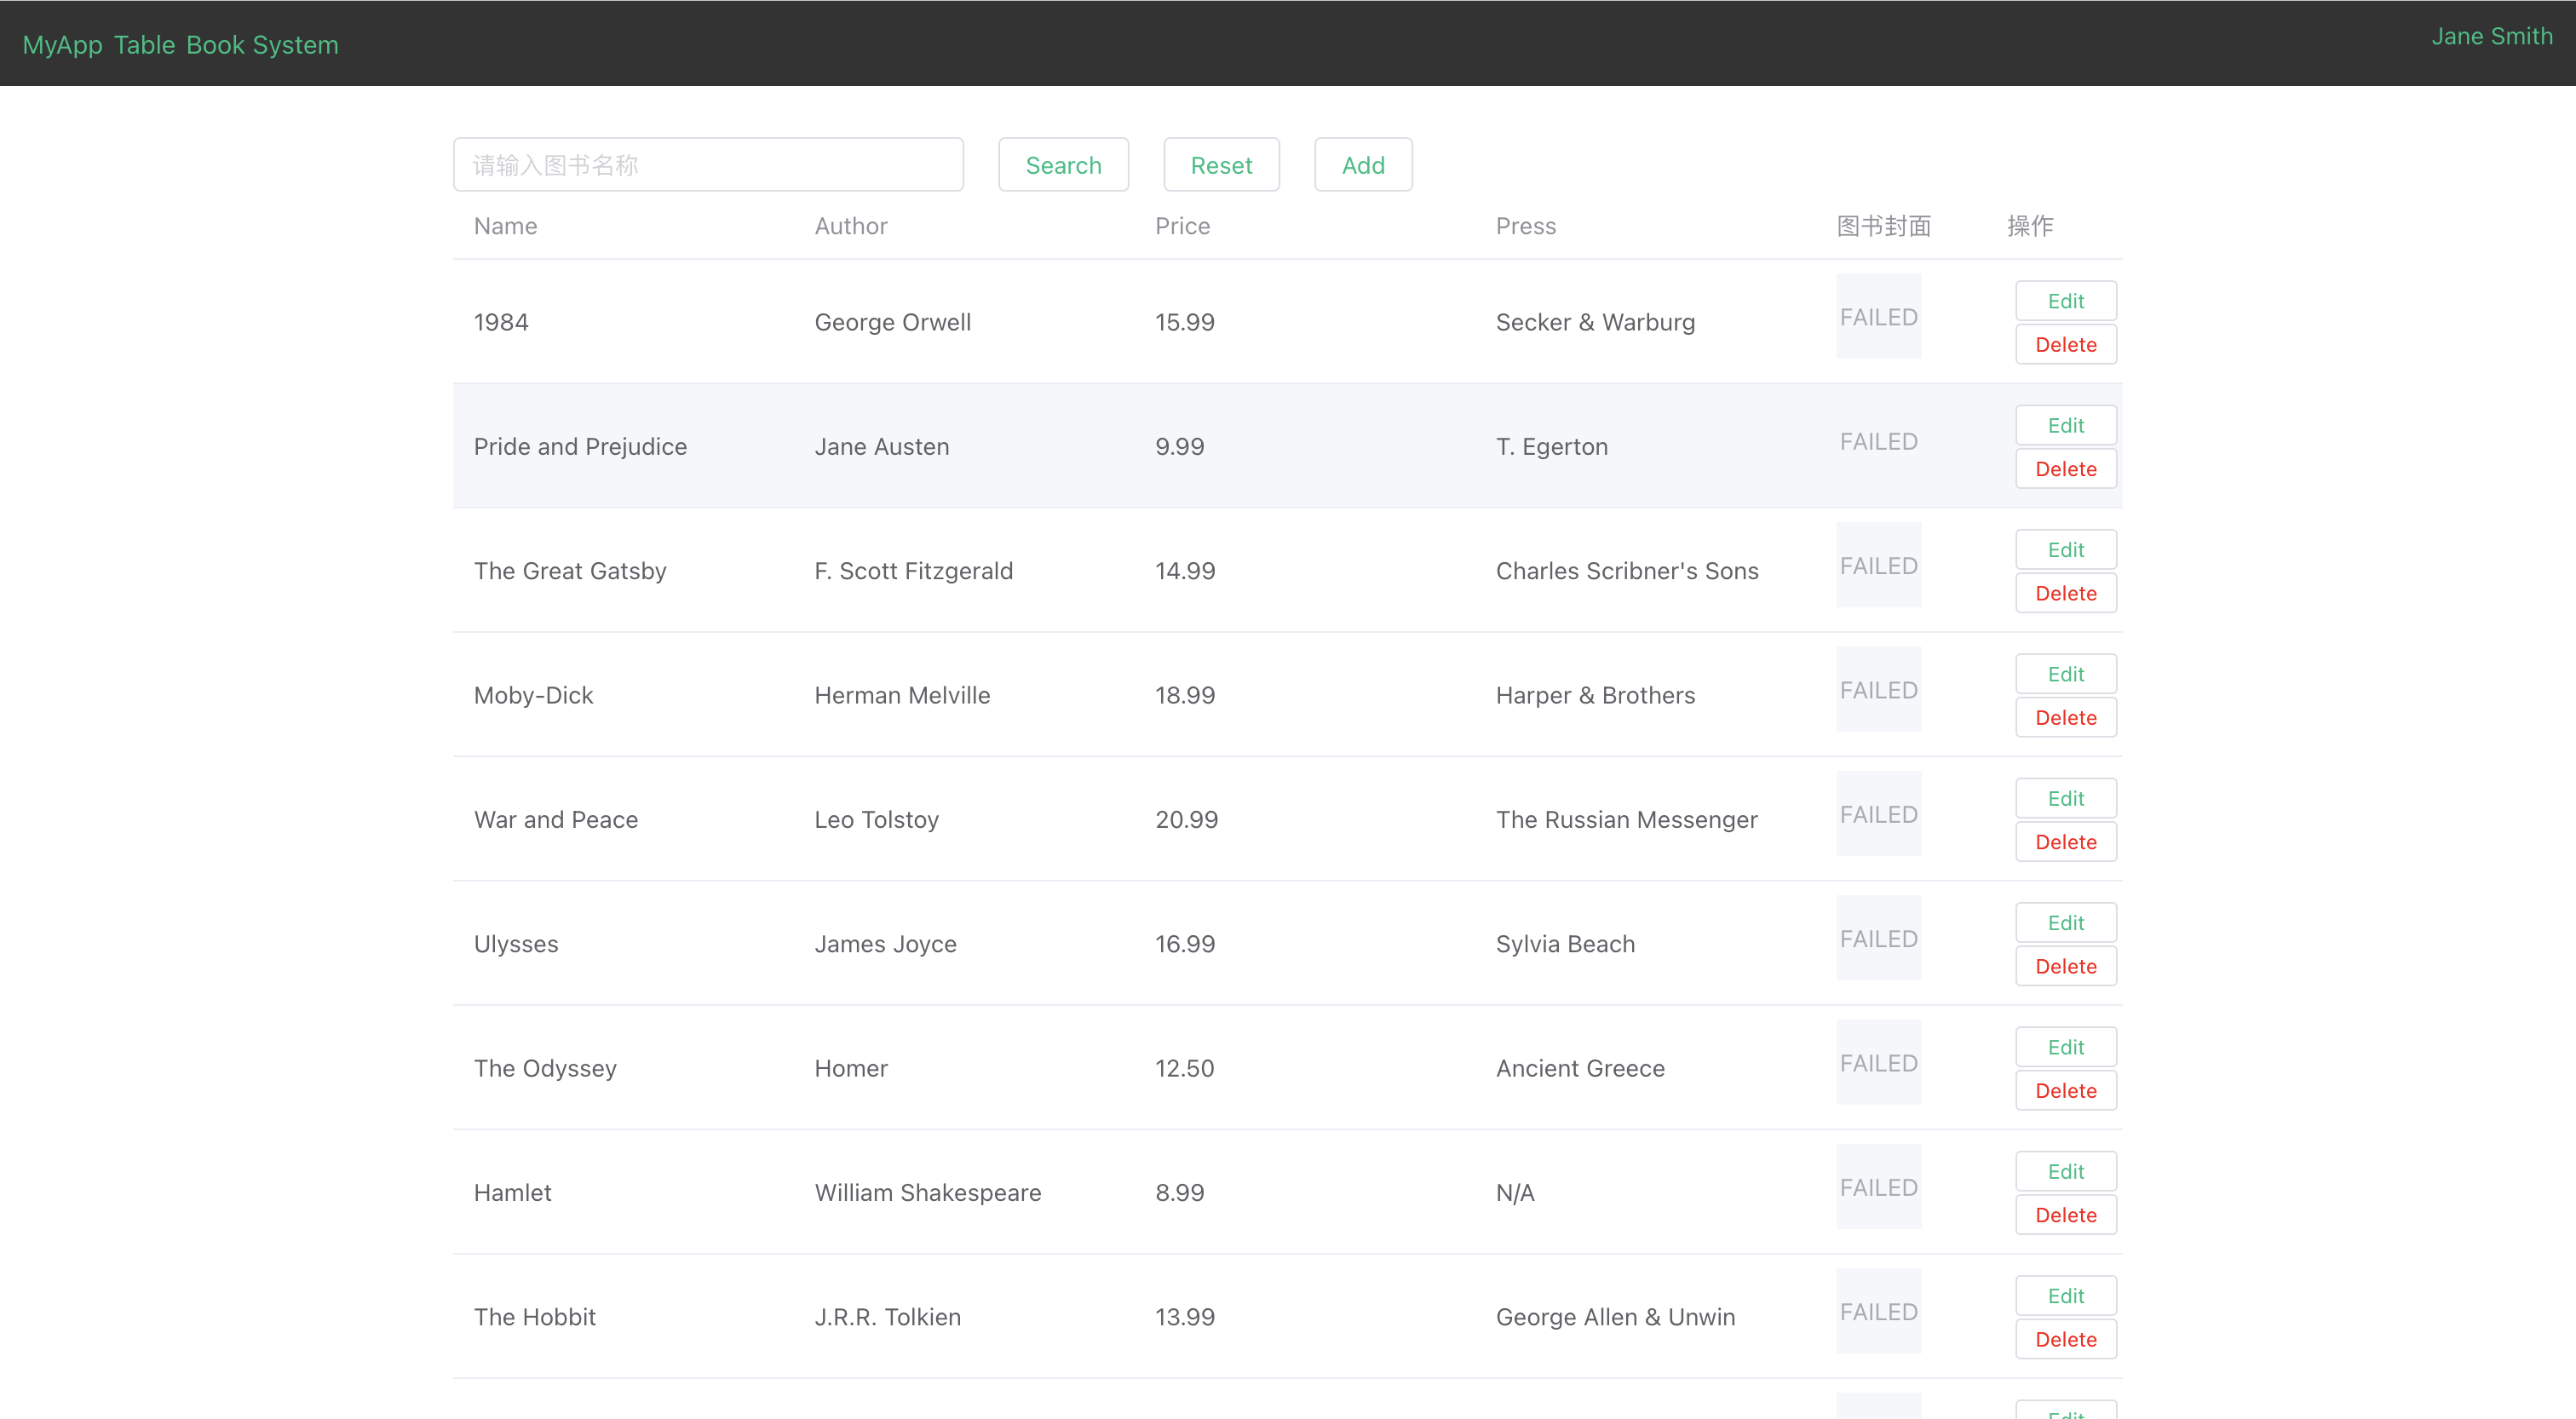 MyApp Table Book System Jane Smith
请输入图书名称 Search Reset Add
Name Author Price Press 图书封面 操作
1984 George Orwell 15.99 Secker & Warburg FAILED Edit
Delete
Pride and Prejudice Jane Austen 9.99 T. Egerton FAILED Edit
Delete
The Great Gatsby F. Scott Fitzgerald 14.99 Charles Scribner's Sons FAILED Edit
Delete
Moby-Dick Herman Melville 18.99 Harper & Brothers FAILED Edit
Delete
War and Peace Leo Tolstoy 20.99 The Russian Messenger FAILED Edit
Delete
Ulysses James Joyce 16.99 Sylvia Beach FAILED Edit
Delete
The Odyssey Homer 12.50 Ancient Greece FAILED Edit
Delete
Hamlet William Shakespeare 8.99 N/A FAILED Edit
Delete
The Hobbit J.R.R. Tolkien 13.99 George Allen & Unwin FAILED Edit
Delete
Edit